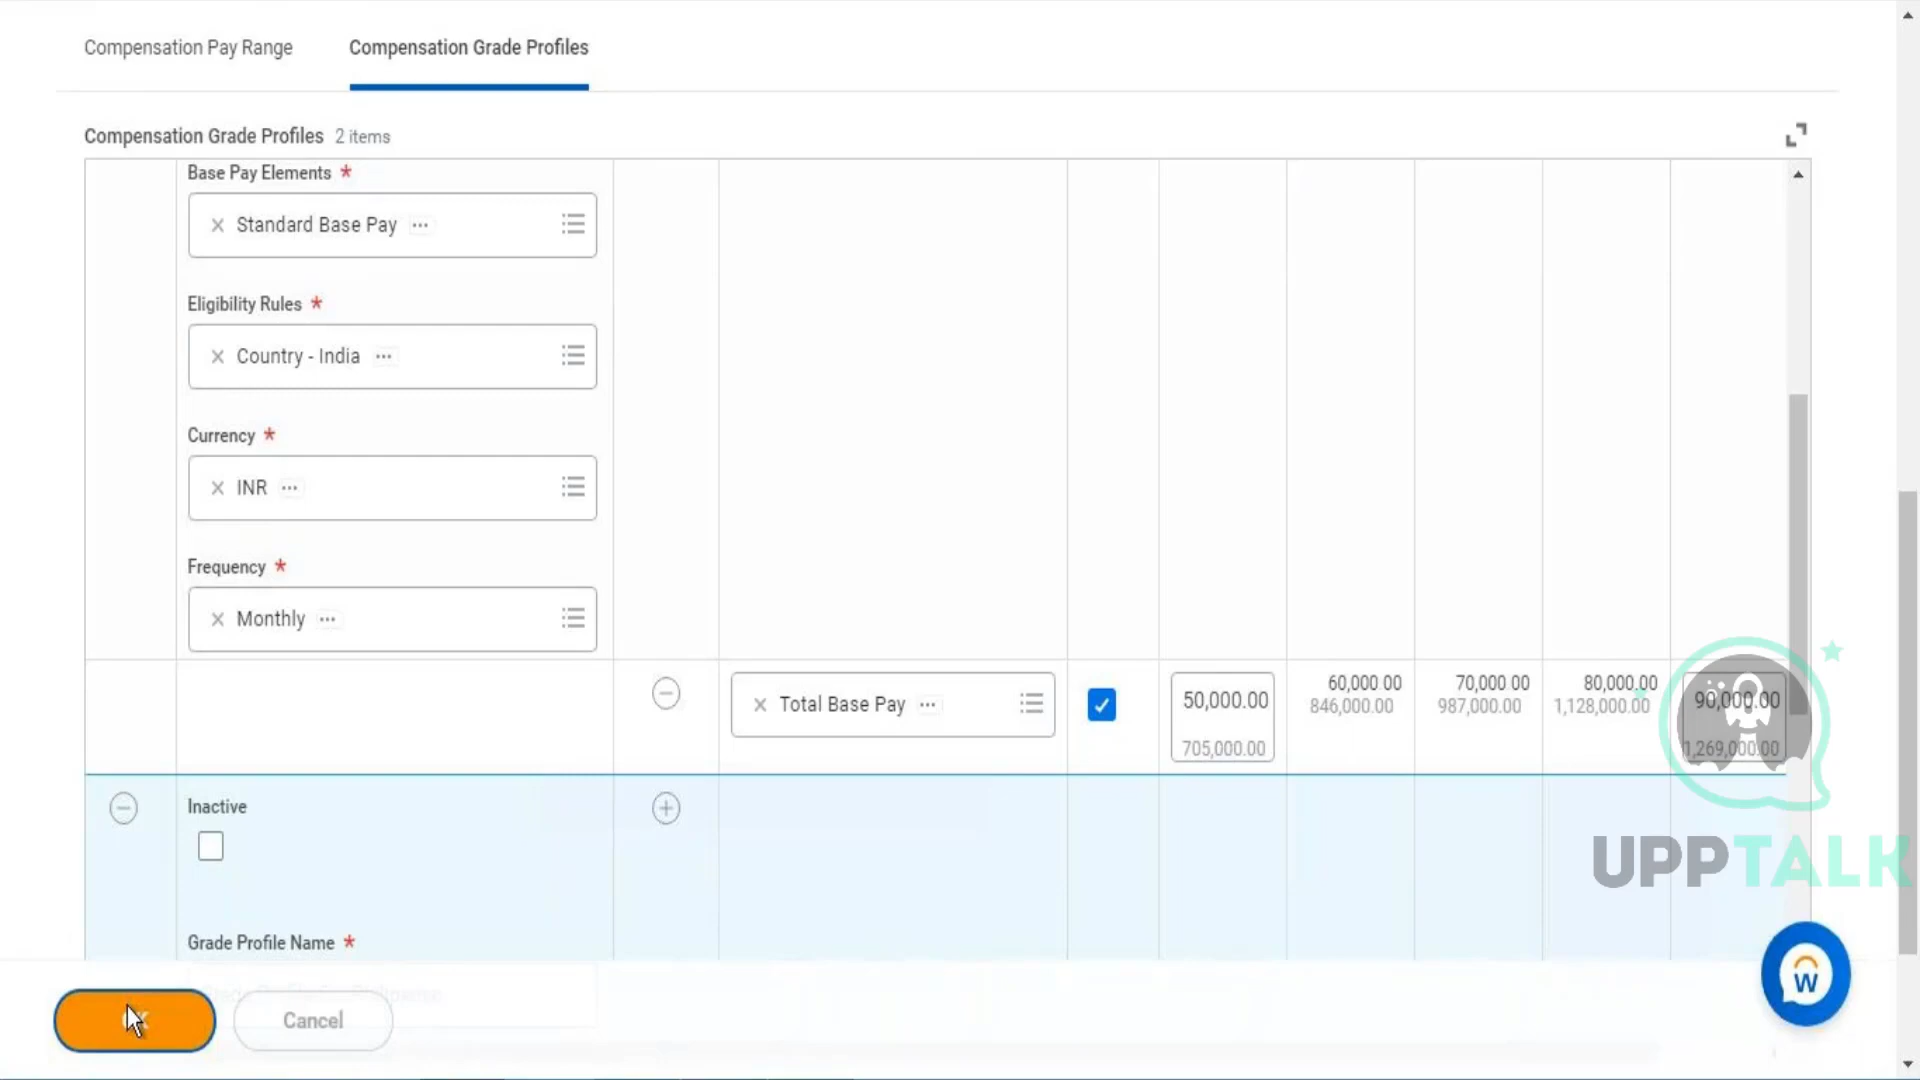 Compensation Pay Range
Compensation Grade Profiles
Compensation Grade Profiles 2 items
Base Pay Elements *
× Standard Base Pay ...
Eligibility Rules *
× Country - India ...
Currency *
× INR ...
Frequency *
× Monthly ...
× Total Base Pay ...
50,000.00
705,000.00
60,000.00
846,000.00
70,000.00
987,000.00
80,000.00
1,128,000.00
90,000.00
1,269,000.00
Inactive
UPPTALK
Grade Profile Name *
Cancel
W